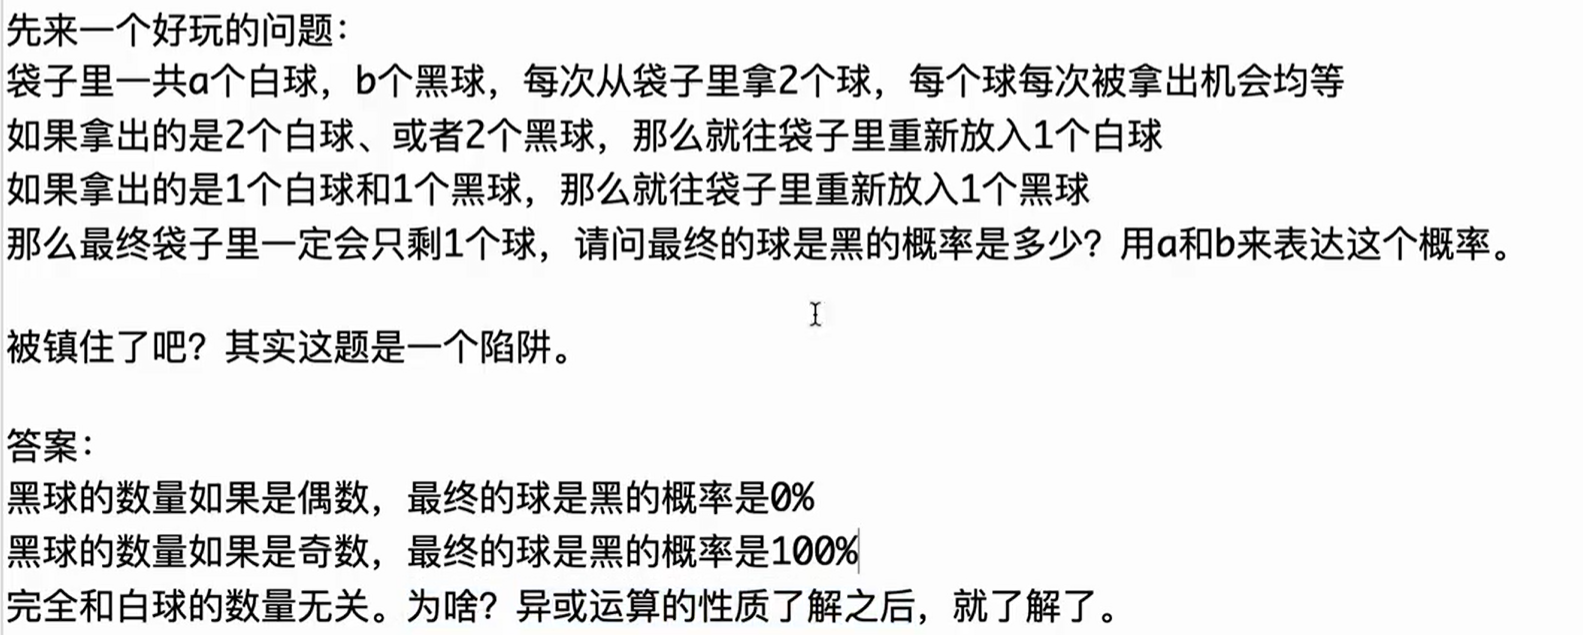 先来一个好玩的问题：
袋子里一共a个白球，b个黑球，每次从袋子里拿2个球，每个球每次被拿出机会均等
如果拿出的是2个白球、或者2个黑球，那么就往袋子里重新放入1个白球
如果拿出的是1个白球和1个黑球，那么就往袋子里重新放入1个黑球
那么最终袋子里一定会只剩1个球，请问最终的球是黑的概率是多少？用a和b来表达这个概率。
被镇住了吧？其实这题是一个陷阱。
答案：
黑球的数量如果是偶数，最终的球是黑的概率是0%
黑球的数量如果是奇数，最终的球是黑的概率是100%
完全和白球的数量无关。为啥？异或运算的性质了解之后，就了解了。